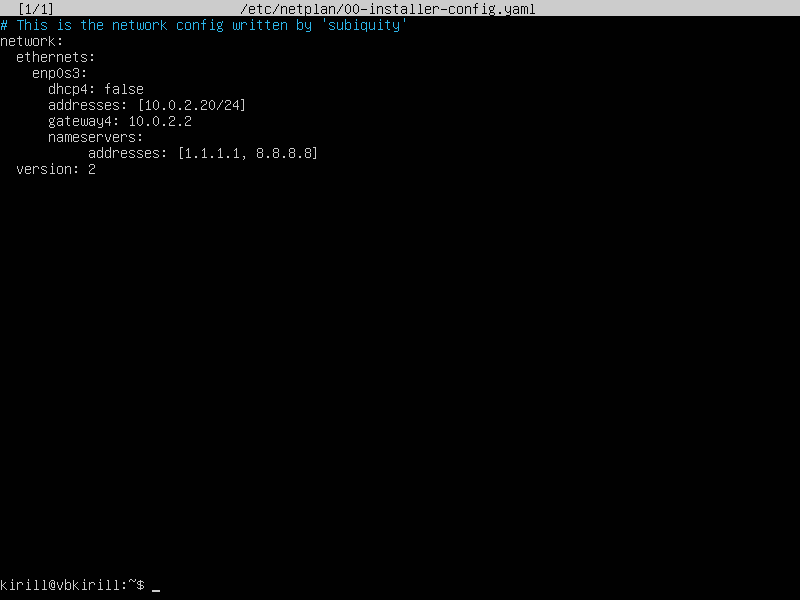 [1/1] /etc/netplan/00-installer-config.yaml
# This is the network config written by 'subiquity'
network:
  ethernets:
    enp0s3:
      dhcp4: false
      addresses: [10.0.2.20/24]
      gateway4: 10.0.2.2
      nameservers:
           addresses: [1.1.1.1, 8.8.8.8]
  version: 2
kirill@vbkirill:~$ _